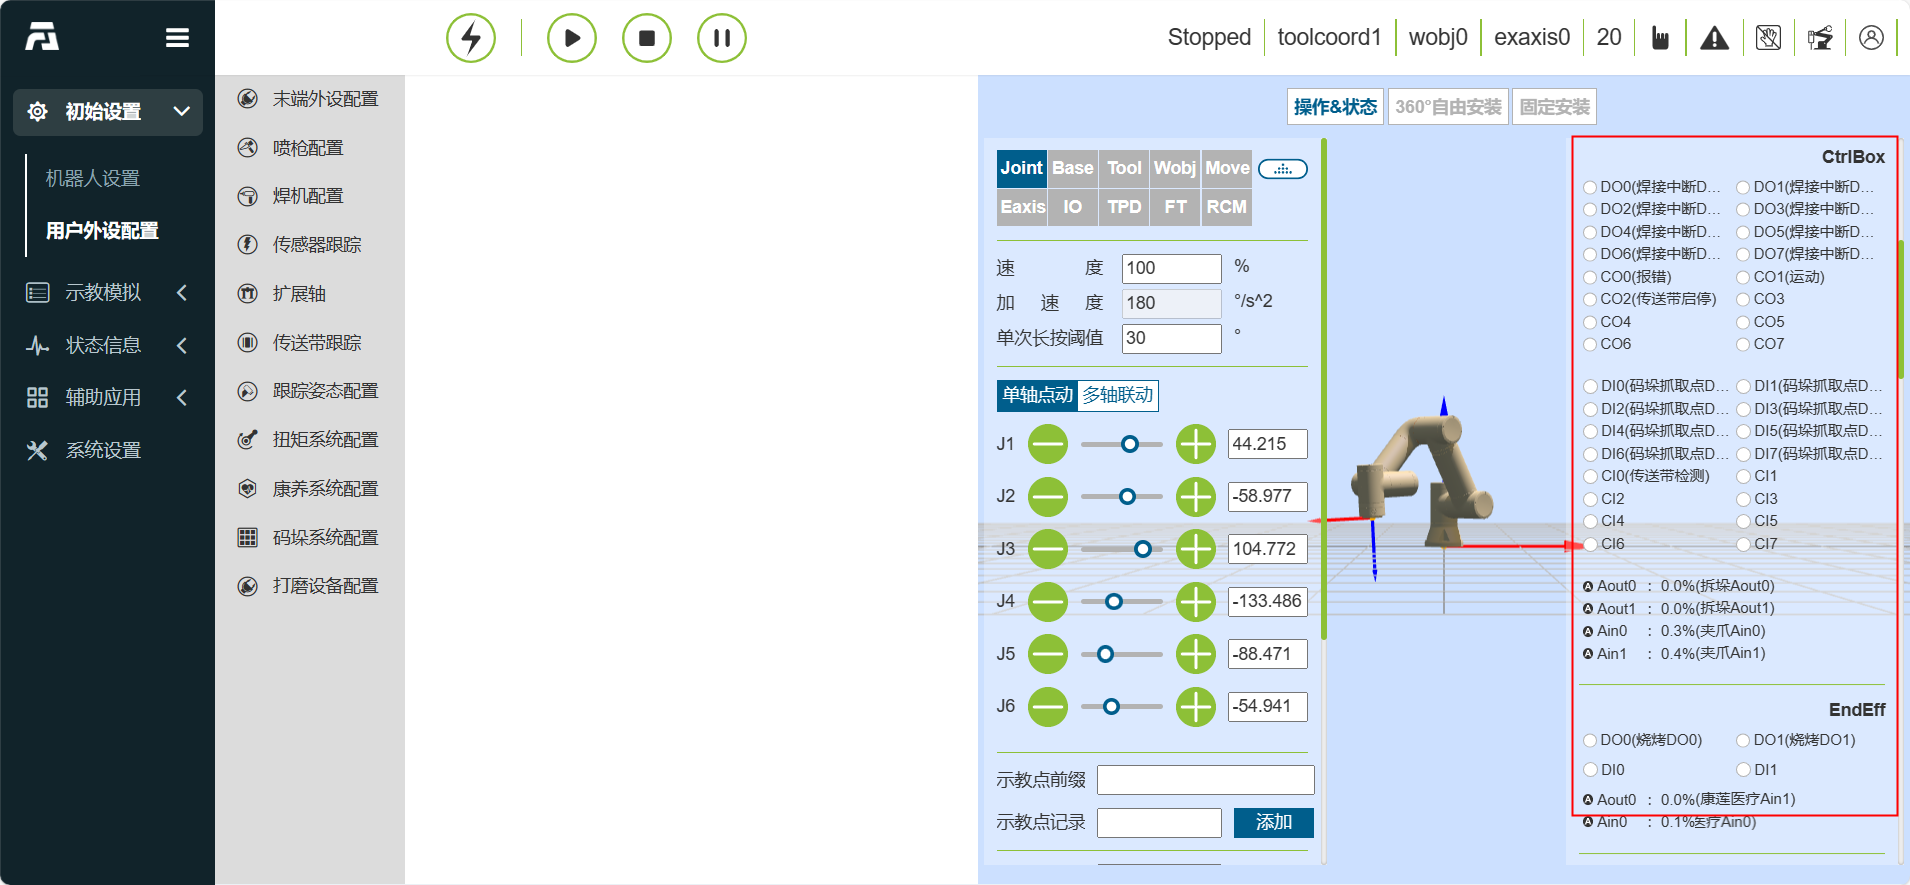 Stopped
toolcoord1
wobj0
exaxis0
20
初始设置
机器人设置
用户外设配置
示教模拟
状态信息
辅助应用
系统设置
末端外设配置
喷枪配置
焊机配置
传感器跟踪
扩展轴
传送带跟踪
跟踪姿态配置
扭矩系统配置
康养系统配置
码垛系统配置
打磨设备配置
操作&状态
360°自由安装
固定安装
Joint Base Tool Wobj Move
Eaxis IO TPD FT RCM
速度 100 %
加速度 180 °/s^2
单次长按阈值 30 °
单轴点动 多轴联动
J1 44.215
J2 -58.977
J3 104.772
J4 -133.486
J5 -88.471
J6 -54.941
示教点前缀
示教点记录 添加
CtrlBox
DO0(焊接中断D... DO1(焊接中断D...
DO2(焊接中断D... DO3(焊接中断D...
DO4(焊接中断D... DO5(焊接中断D...
DO6(焊接中断D... DO7(焊接中断D...
CO0(报错) CO1(运动)
CO2(传送带启停) CO3
CO4 CO5
CO6 CO7
DI0(码垛抓取点D... DI1(码垛抓取点D...
DI2(码垛抓取点D... DI3(码垛抓取点D...
DI4(码垛抓取点D... DI5(码垛抓取点D...
DI6(码垛抓取点D... DI7(码垛抓取点D...
CI0(传送带检测) CI1
CI2 CI3
CI4 CI5
CI6 CI7
A Aout0 : 0.0%(拆垛Aout0)
A Aout1 : 0.0%(拆垛Aout1)
A Ain0 : 0.3%(夹爪Ain0)
A Ain1 : 0.4%(夹爪Ain1)
EndEff
DO0(烧烤DO0) DO1(烧烤DO1)
DI0 DI1
A Aout0 : 0.0%(康莲医疗Ain1)
A Ain0 : 0.1%医疗Ain0)